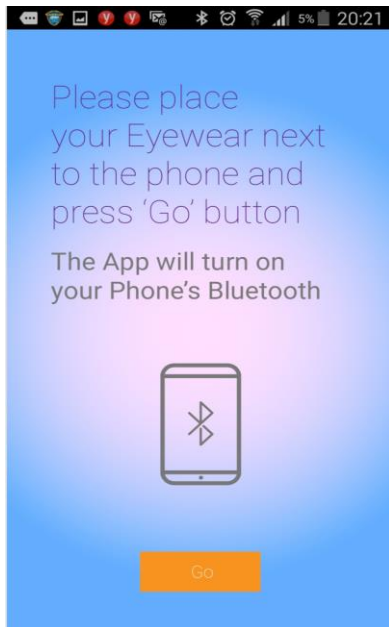 5% 20:21
Please place
your Eyewear next
to the phone and
press ‘Go’ button
The App will turn on
your Phone’s Bluetooth
Go